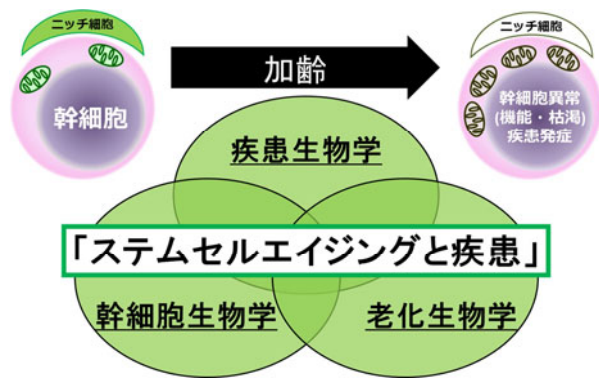 ニッチ細胞
幹細胞
加齢
ニッチ細胞
幹細胞異常
(機能・枯渇)
疾患発症
疾患生物学
「ステムセルエイジングと疾患」
幹細胞生物学
老化生物学